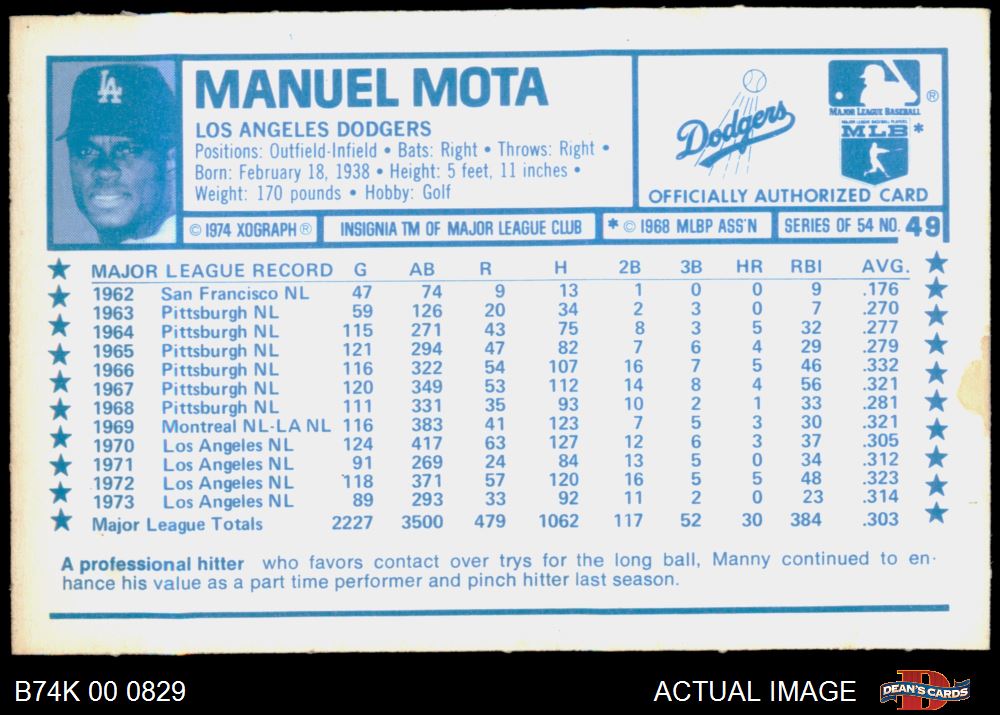 LA
MANUEL MOTA
LOS ANGELES DODGERS
Positions: Outfield-Infield • Bats: Right • Throws: Right •
Born: February 18, 1938 • Height: 5 feet, 11 inches •
Weight: 170 pounds • Hobby: Golf
Dodgers
MAJOR LEAGUE BASEBALL ®
MAJOR LEAGUE BASEBALL PLAYERS
MLB *
OFFICIALLY AUTHORIZED CARD
© 1974 XOGRAPH ® INSIGNIA TM OF MAJOR LEAGUE CLUB * © 1968 MLBP ASS'N SERIES OF 54 NO. 49
MAJOR LEAGUE RECORD G AB R H 2B 3B HR RBI AVG.
1962 San Francisco NL 47 74 9 13 1 0 0 9 .176
1963 Pittsburgh NL 59 126 20 34 2 3 0 7 .270
1964 Pittsburgh NL 115 271 43 75 8 3 5 32 .277
1965 Pittsburgh NL 121 294 47 82 7 6 4 29 .279
1966 Pittsburgh NL 116 322 54 107 16 7 5 46 .332
1967 Pittsburgh NL 120 349 53 112 14 8 4 56 .321
1968 Pittsburgh NL 111 331 35 93 10 2 1 33 .281
1969 Montreal NL-LA NL 116 383 41 123 7 5 3 30 .321
1970 Los Angeles NL 124 417 63 127 12 6 3 37 .305
1971 Los Angeles NL 91 269 24 84 13 5 0 34 .312
1972 Los Angeles NL 118 371 57 120 16 5 5 48 .323
1973 Los Angeles NL 89 293 33 92 11 2 0 23 .314
Major League Totals 2227 3500 479 1062 117 52 30 384 .303
A professional hitter who favors contact over trys for the long ball, Manny continued to en-
hance his value as a part time performer and pinch hitter last season.
B74K 00 0829
ACTUAL IMAGE
D
DEAN'S CARDS